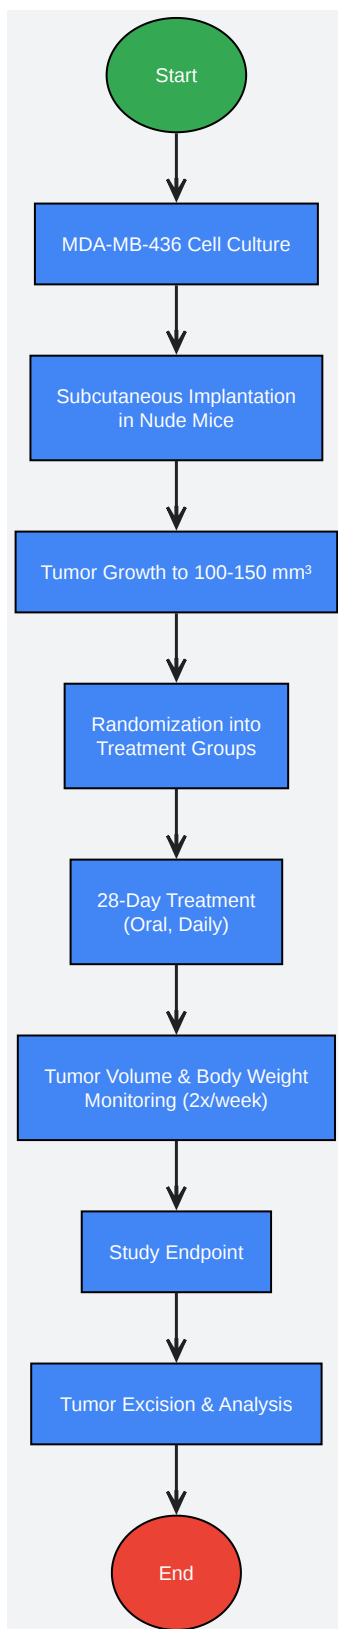 Start
MDA-MB-436 Cell Culture
Subcutaneous Implantation
in Nude Mice
Tumor Growth to 100-150 mm³
Randomization into
Treatment Groups
28-Day Treatment
(Oral, Daily)
Tumor Volume & Body Weight
Monitoring (2x/week)
Study Endpoint
Tumor Excision & Analysis
End